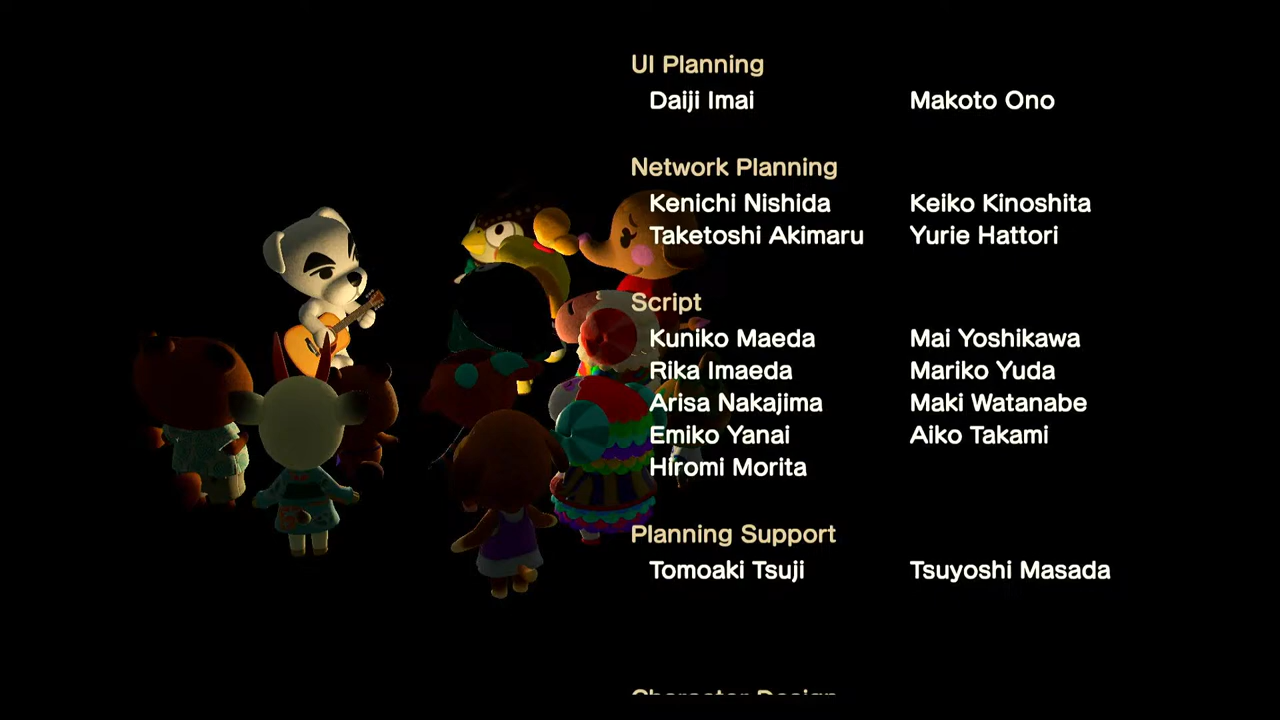 UI Planning
Daiji Imai Makoto Ono
Network Planning
Kenichi Nishida Keiko Kinoshita
Taketoshi Akimaru Yurie Hattori
Script
Kuniko Maeda Mai Yoshikawa
Rika Imaeda Mariko Yuda
Arisa Nakajima Maki Watanabe
Emiko Yanai Aiko Takami
Hiromi Morita
Planning Support
Tomoaki Tsuji Tsuyoshi Masada
Character Design